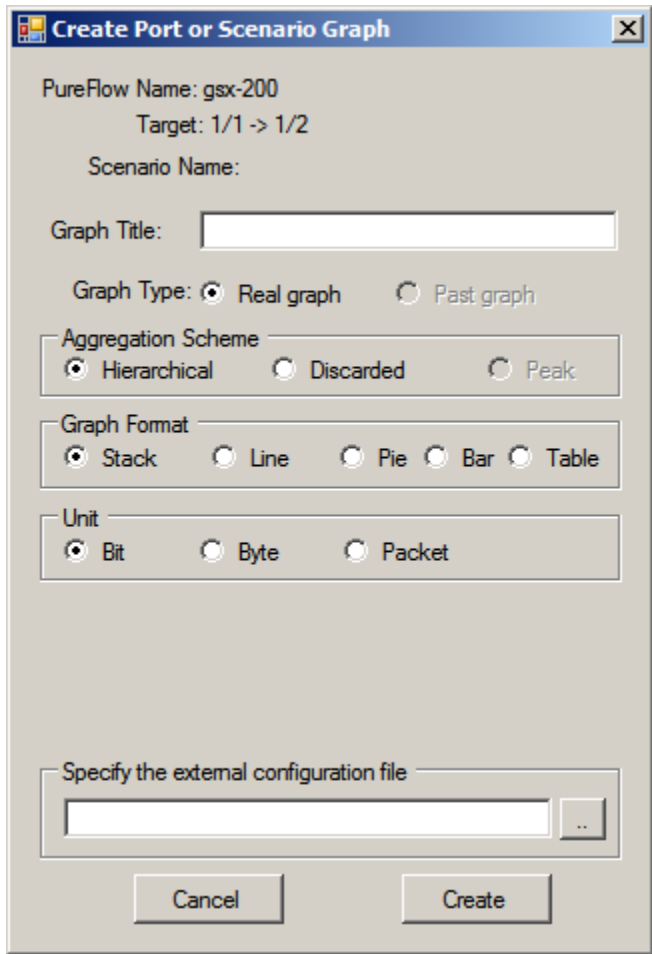 Create Port or Scenario Graph
PureFlow Name: gsx-200
Target: 1/1 -> 1/2
Scenario Name:
Graph Title:
Graph Type: Real graph Past graph
Aggregation Scheme
Hierarchical Discarded Peak
Graph Format
Stack Line Pie Bar Table
Unit
Bit Byte Packet
Specify the external configuration file
..
Cancel Create